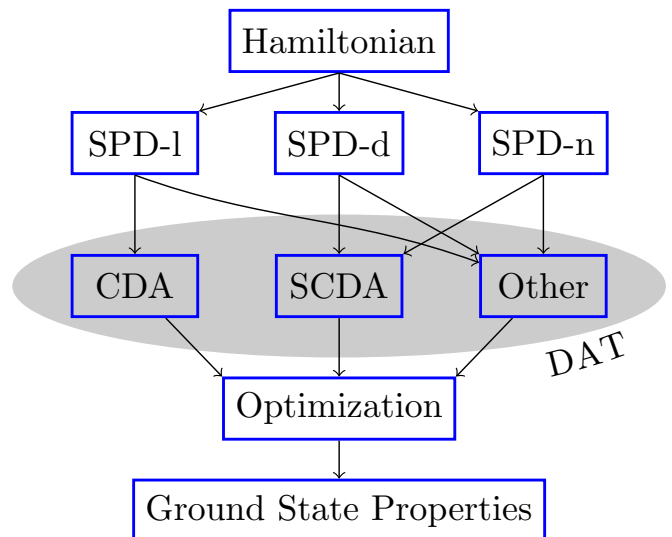 Hamiltonian
SPD-l SPD-d SPD-n
CDA SCDA Other
DAT
Optimization
Ground State Properties